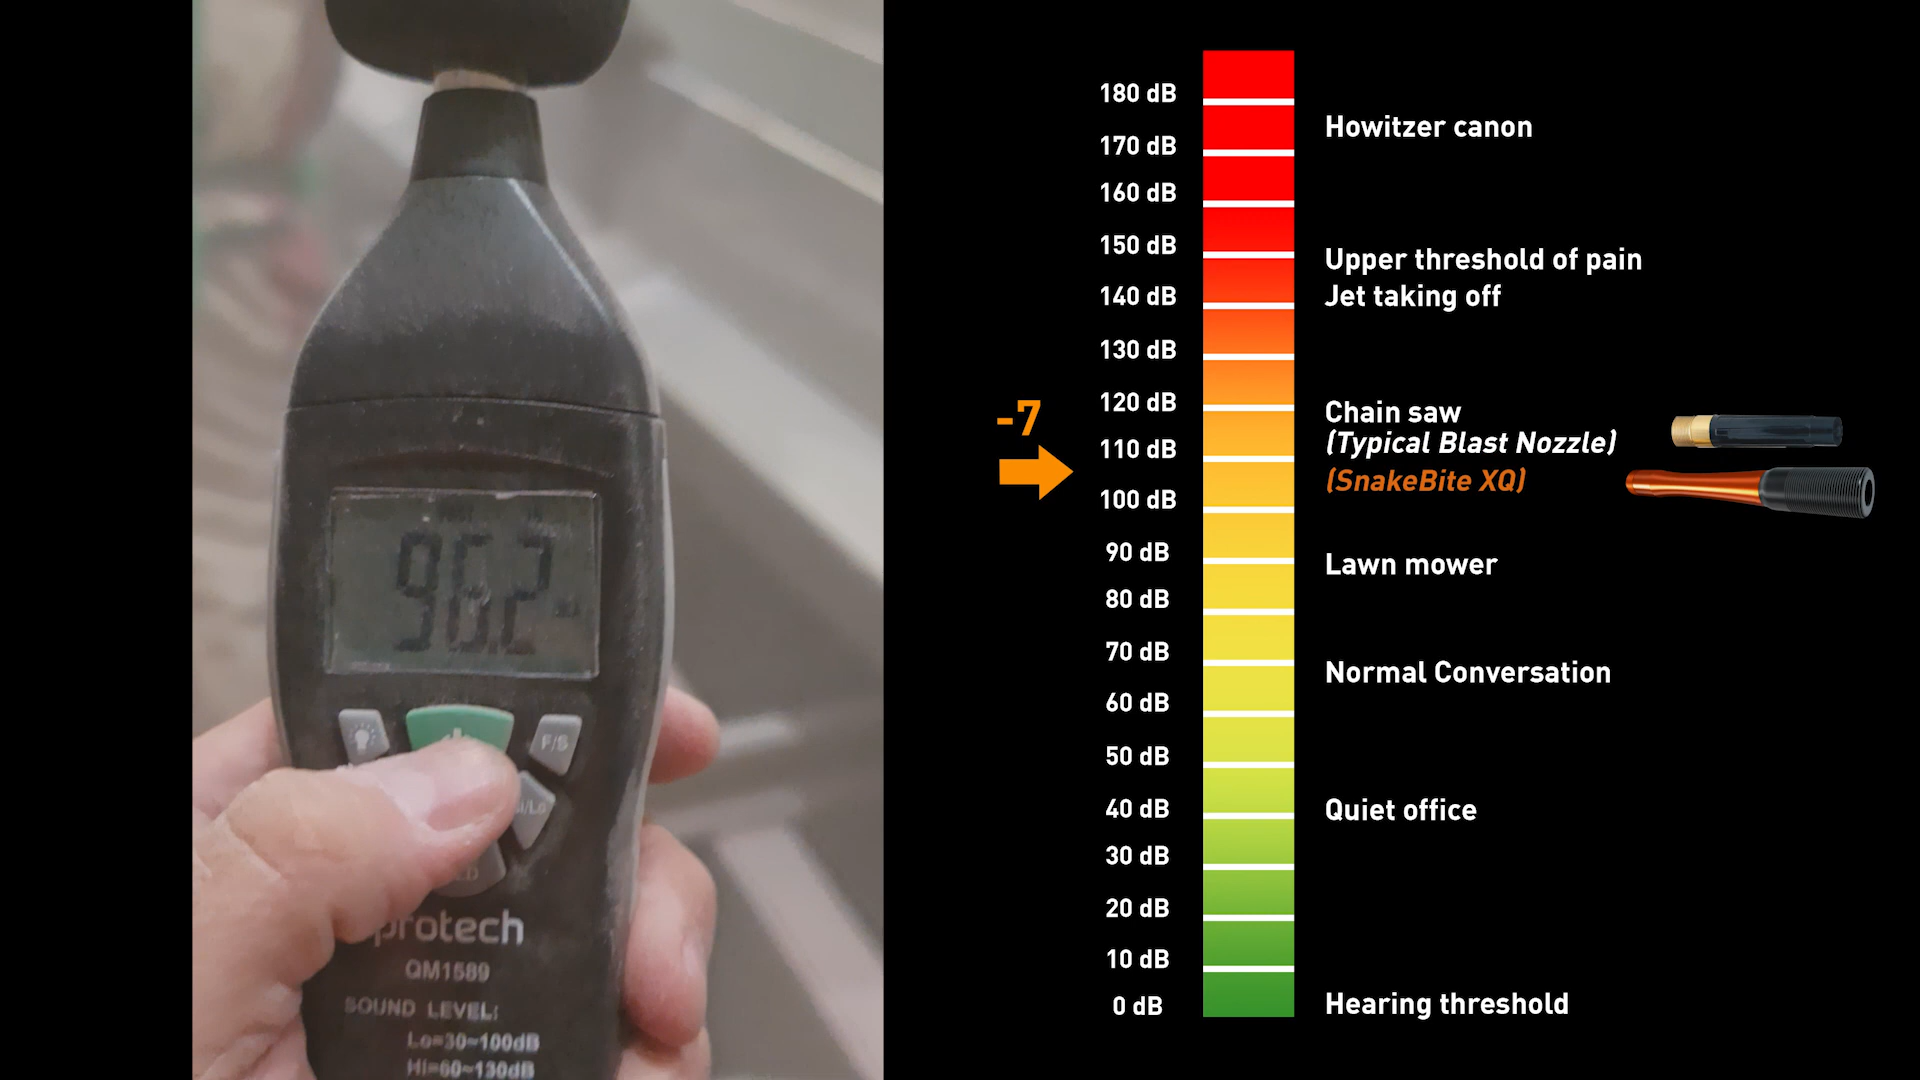 96.2
F/S
protech
QM1589
SOUND LEVEL:
Lo=30~100dB
Hi=60~130dB
-7
180 dB
Howitzer canon
170 dB
160 dB
150 dB
Upper threshold of pain
140 dB
Jet taking off
130 dB
120 dB
Chain saw
(Typical Blast Nozzle)
110 dB
(SnakeBite XQ)
100 dB
90 dB
Lawn mower
80 dB
70 dB
Normal Conversation
60 dB
50 dB
40 dB
Quiet office
30 dB
20 dB
10 dB
0 dB
Hearing threshold